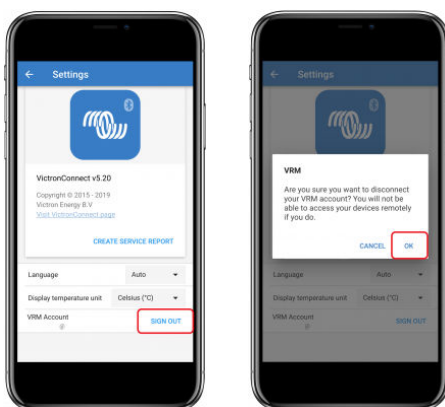 Settings
VictronConnect v5.20
Copyright © 2015 - 2019
Victron Energy B.V
Visit VictronConnect page
CREATE SERVICE REPORT
Language Auto
Display temperature unit Celsius (°C)
VRM Account SIGN OUT
Settings
VRM
Are you sure you want to disconnect
your VRM account? You will not be
able to access your devices remotely
if you do.
CANCEL OK
Language Auto
Display temperature unit Celsius (°C)
VRM Account SIGN OUT